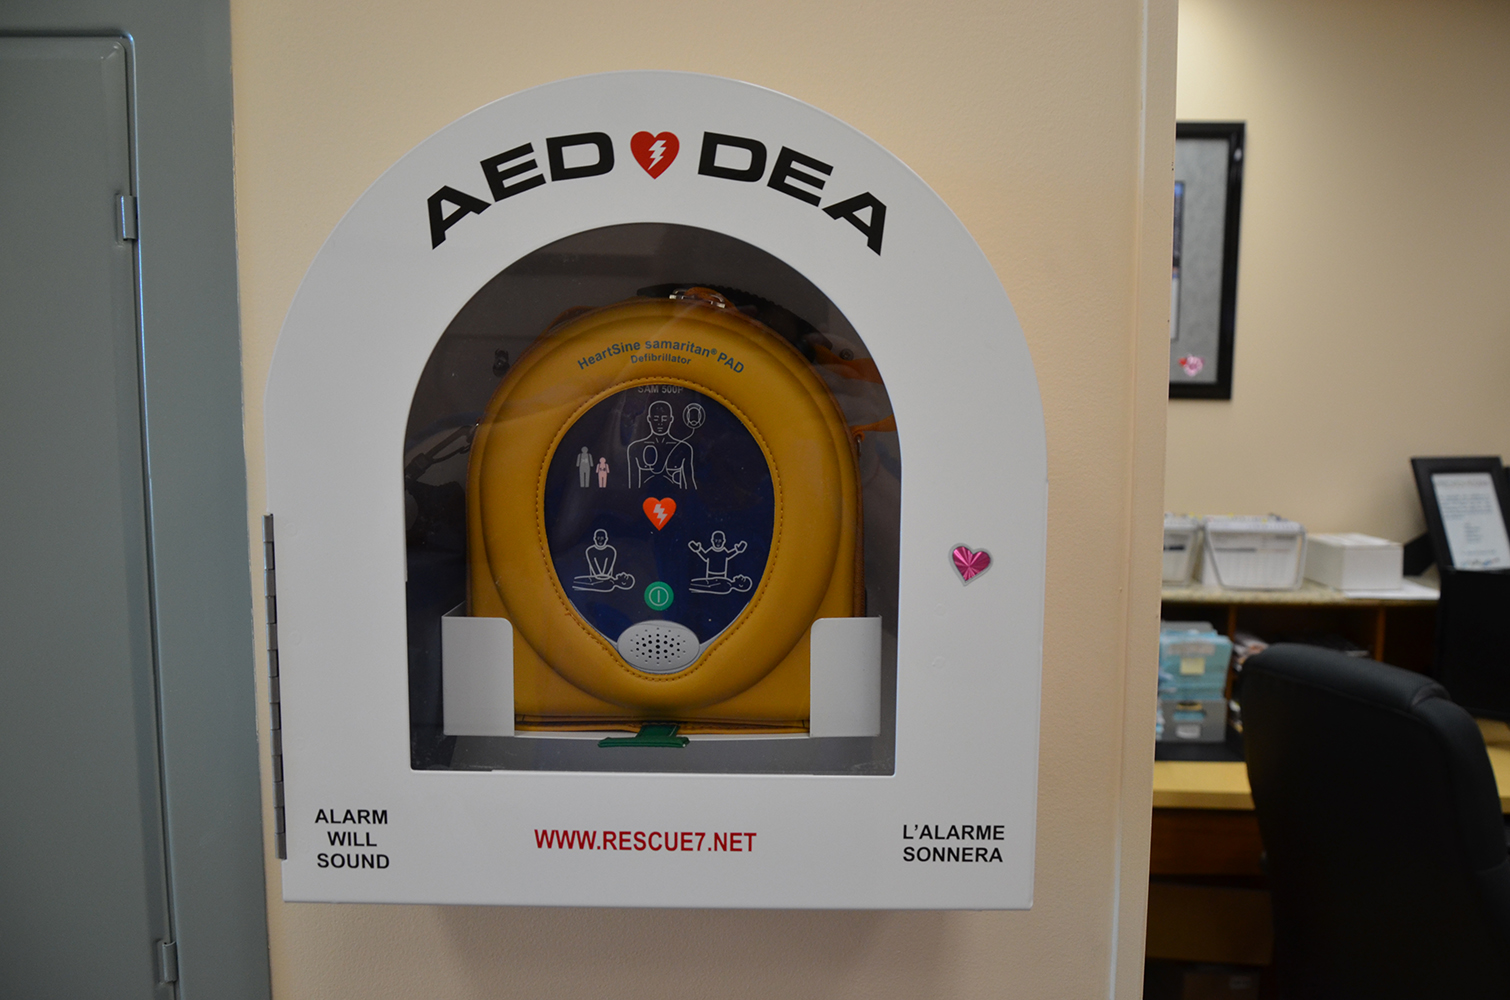 AED DEA
HeartSine samaritan® PAD
Defibrillator
SAM 500P
ALARM
WILL
SOUND
WWW.RESCUE7.NET
L'ALARME
SONNERA